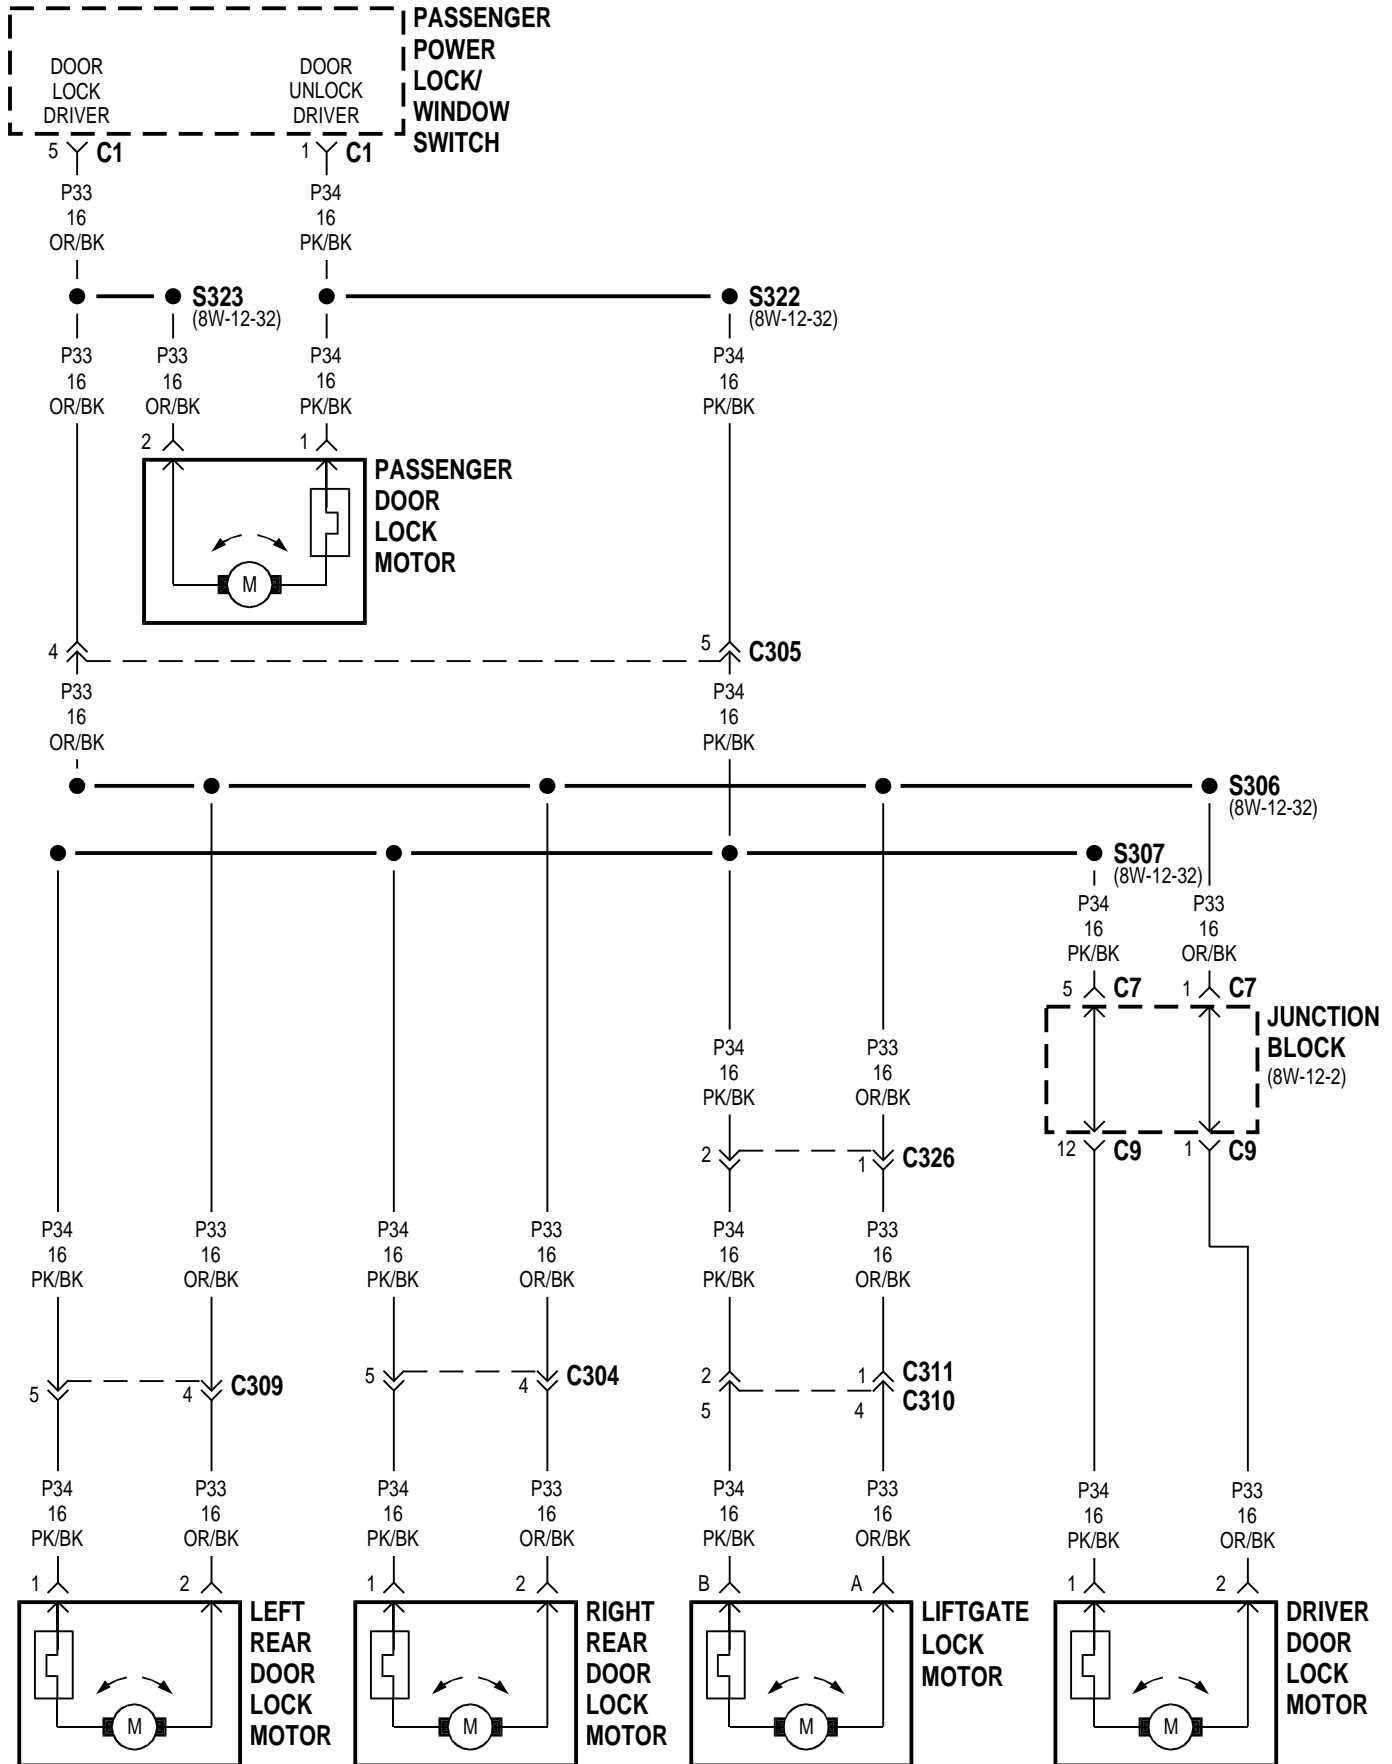 PASSENGER
POWER
LOCK/
WINDOW
SWITCH
DOOR
LOCK
DRIVER
DOOR
UNLOCK
DRIVER
5 C1
1 C1
P33
16
OR/BK
P34
16
PK/BK
S323
(8W-12-32)
S322
(8W-12-32)
P33
16
OR/BK
P33
16
OR/BK
P34
16
PK/BK
P34
16
PK/BK
2
1
PASSENGER
DOOR
LOCK
MOTOR
M
4
5
C305
P33
16
OR/BK
P34
16
PK/BK
S306
(8W-12-32)
S307
(8W-12-32)
P34
16
PK/BK
P33
16
OR/BK
5 C7
1 C7
JUNCTION
BLOCK
(8W-12-2)
12 C9
1 C9
P34
16
PK/BK
P33
16
OR/BK
2
1
C326
P34
16
PK/BK
P33
16
OR/BK
P34
16
PK/BK
P33
16
OR/BK
P34
16
PK/BK
P33
16
OR/BK
5
4
C309
5
4
C304
2
1
C311
5
4
C310
P34
16
PK/BK
P33
16
OR/BK
P34
16
PK/BK
P33
16
OR/BK
P34
16
PK/BK
P33
16
OR/BK
P34
16
PK/BK
P33
16
OR/BK
1
2
LEFT
REAR
DOOR
LOCK
MOTOR
M
1
2
RIGHT
REAR
DOOR
LOCK
MOTOR
M
B
A
LIFTGATE
LOCK
MOTOR
M
1
2
DRIVER
DOOR
LOCK
MOTOR
M